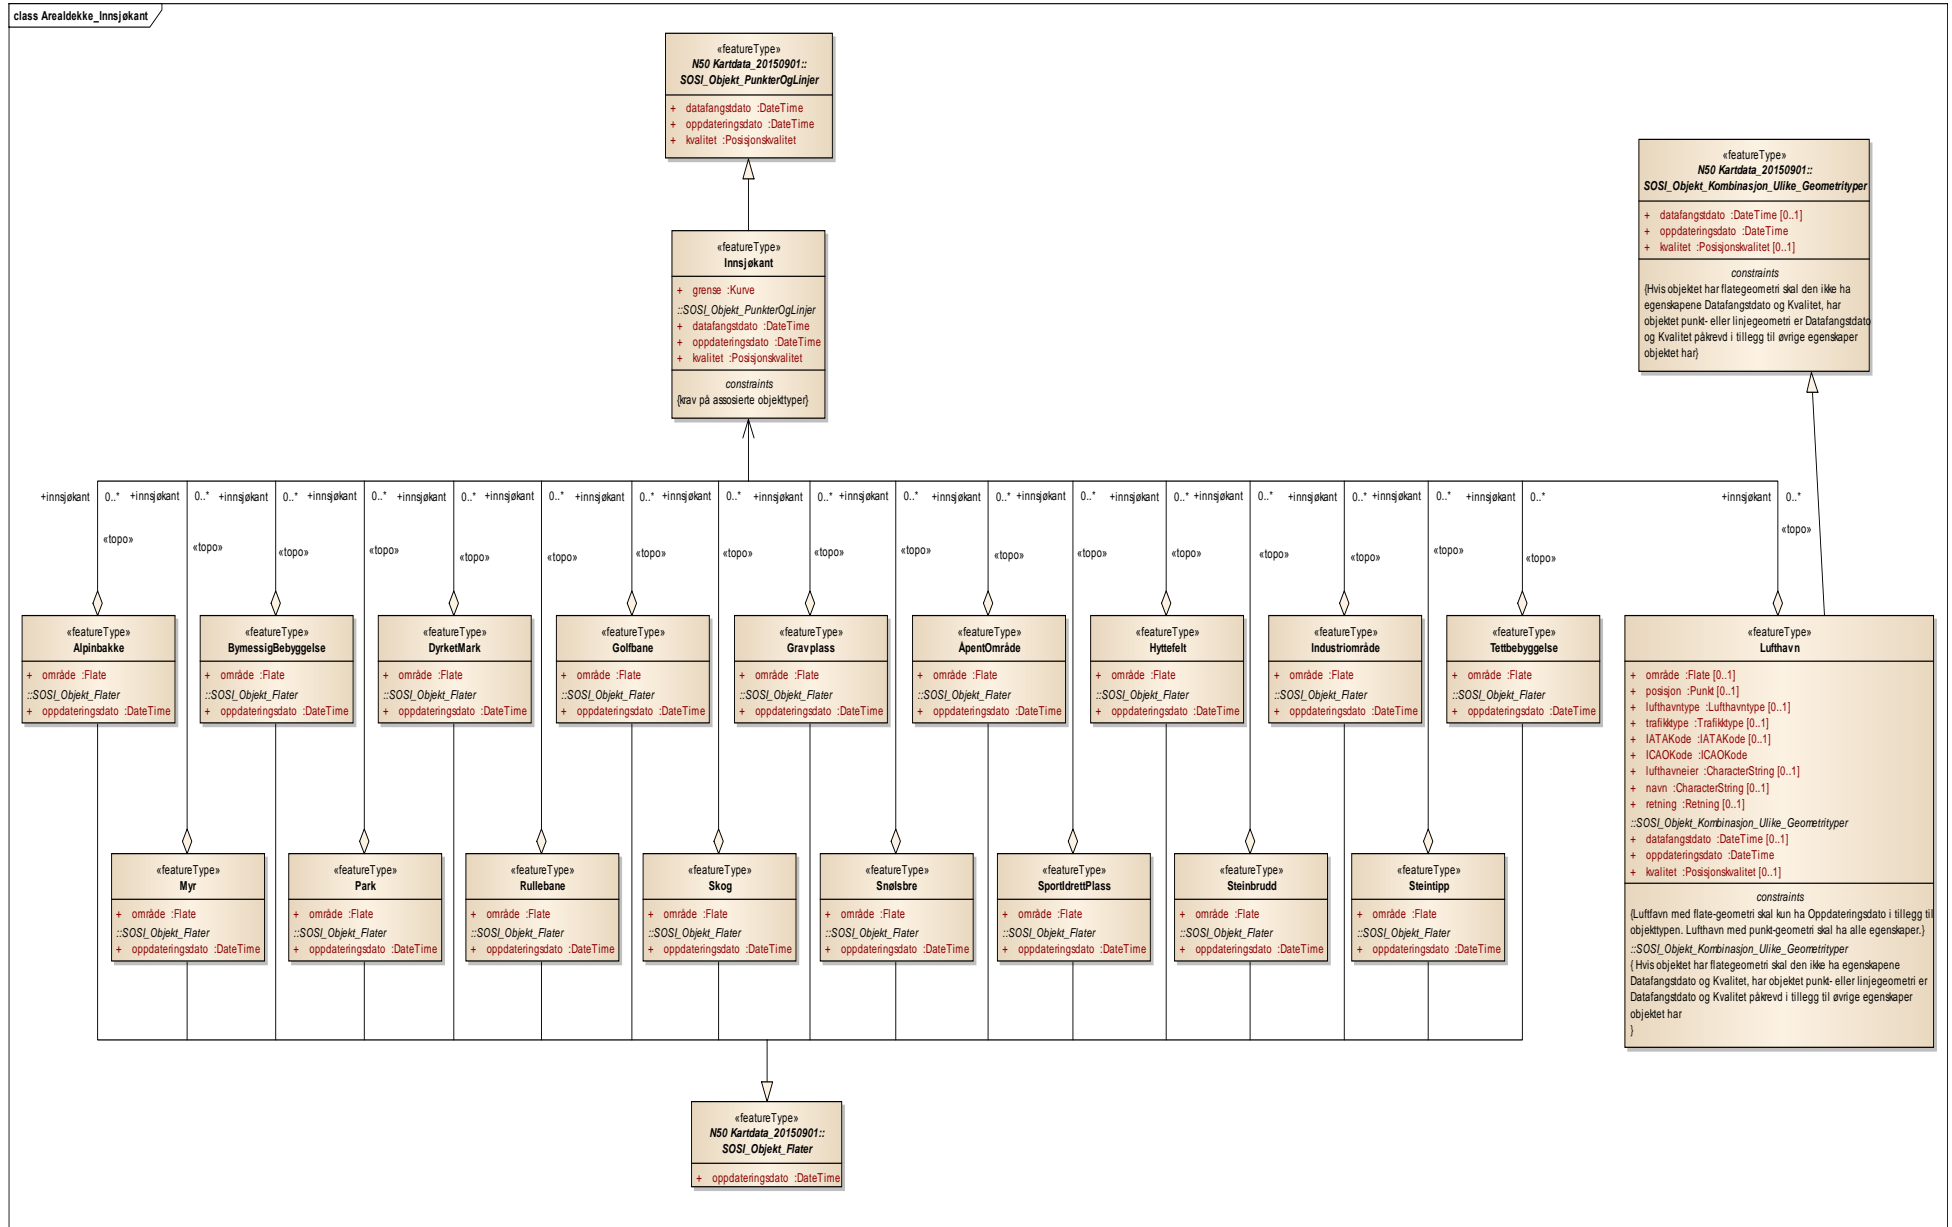 class Arealdekke_Innsjøkant
«featureType»
N50 Kartdata_20150901::
SOSI_Objekt_PunkterOgLinjer
+ datafangstdato :DateTime
+ oppdateringsdato :DateTime
+ kvalitet :Posisjonskvalitet
«featureType»
N50 Kartdata_20150901::
SOSI_Objekt_Kombinasjon_Ulike_Geometrityper
+ datafangstdato :DateTime [0..1]
+ oppdateringsdato :DateTime
+ kvalitet :Posisjonskvalitet [0..1]
constraints
{Hvis objektet har flategeometri skal den ikke ha
egenskapene Datafangstdato og Kvalitet, har
objektet punkt- eller linjegeometri er Datafangstdato
og Kvalitet påkrevd i tillegg til øvrige egenskaper
objektet har}
«featureType»
Innsjøkant
+ grense :Kurve
::SOSI_Objekt_PunkterOgLinjer
+ datafangstdato :DateTime
+ oppdateringsdato :DateTime
+ kvalitet :Posisjonskvalitet
constraints
{krav på assosierte objekttyper}
+innsjøkant 0..* +innsjøkant 0..* +innsjøkant 0..* +innsjøkant 0..* +innsjøkant 0..* +innsjøkant 0..* +innsjøkant 0..* +innsjøkant 0..* +innsjøkant 0..* +innsjøkant 0..* +innsjøkant 0..* +innsjøkant 0..* +innsjøkant 0..* +innsjøkant 0..* +innsjøkant 0..* +innsjøkant 0..* +innsjøkant 0..* +innsjøkant 0..*
«topo» «topo» «topo» «topo» «topo» «topo» «topo» «topo» «topo» «topo» «topo» «topo» «topo» «topo» «topo» «topo» «topo» «topo»
«featureType»
Alpinbakke
+ område :Flate
::SOSI_Objekt_Flater
+ oppdateringsdato :DateTime
«featureType»
BymessigBebyggelse
+ område :Flate
::SOSI_Objekt_Flater
+ oppdateringsdato :DateTime
«featureType»
DyrketMark
+ område :Flate
::SOSI_Objekt_Flater
+ oppdateringsdato :DateTime
«featureType»
Golfbane
+ område :Flate
::SOSI_Objekt_Flater
+ oppdateringsdato :DateTime
«featureType»
Gravplass
+ område :Flate
::SOSI_Objekt_Flater
+ oppdateringsdato :DateTime
«featureType»
ÅpentOmråde
+ område :Flate
::SOSI_Objekt_Flater
+ oppdateringsdato :DateTime
«featureType»
Hyttefelt
+ område :Flate
::SOSI_Objekt_Flater
+ oppdateringsdato :DateTime
«featureType»
Industriområde
+ område :Flate
::SOSI_Objekt_Flater
+ oppdateringsdato :DateTime
«featureType»
Tettbebyggelse
+ område :Flate
::SOSI_Objekt_Flater
+ oppdateringsdato :DateTime
«featureType»
Lufthavn
+ område :Flate [0..1]
+ posisjon :Punkt [0..1]
+ lufthavntype :Lufthavntype [0..1]
+ trafikktype :Trafikktype [0..1]
+ IATAKode :IATAKode [0..1]
+ ICAOKode :ICAOKode
+ lufthavneier :CharacterString [0..1]
+ navn :CharacterString [0..1]
+ retning :Retning [0..1]
::SOSI_Objekt_Kombinasjon_Ulike_Geometrityper
+ datafangstdato :DateTime [0..1]
+ oppdateringsdato :DateTime
+ kvalitet :Posisjonskvalitet [0..1]
constraints
{Luftfavn med flate-geometri skal kun ha Oppdateringsdato i tillegg til
objekttypen. Lufthavn med punkt-geometri skal ha alle egenskaper.}
::SOSI_Objekt_Kombinasjon_Ulike_Geometrityper
{ Hvis objektet har flategeometri skal den ikke ha egenskapene
Datafangstdato og Kvalitet, har objektet punkt- eller linjegeometri er
Datafangstdato og Kvalitet påkrevd i tillegg til øvrige egenskaper
objektet har
}
«featureType»
Myr
+ område :Flate
::SOSI_Objekt_Flater
+ oppdateringsdato :DateTime
«featureType»
Park
+ område :Flate
::SOSI_Objekt_Flater
+ oppdateringsdato :DateTime
«featureType»
Rullebane
+ område :Flate
::SOSI_Objekt_Flater
+ oppdateringsdato :DateTime
«featureType»
Skog
+ område :Flate
::SOSI_Objekt_Flater
+ oppdateringsdato :DateTime
«featureType»
SnøIsbre
+ område :Flate
::SOSI_Objekt_Flater
+ oppdateringsdato :DateTime
«featureType»
SportIdrettPlass
+ område :Flate
::SOSI_Objekt_Flater
+ oppdateringsdato :DateTime
«featureType»
Steinbrudd
+ område :Flate
::SOSI_Objekt_Flater
+ oppdateringsdato :DateTime
«featureType»
Steintipp
+ område :Flate
::SOSI_Objekt_Flater
+ oppdateringsdato :DateTime
«featureType»
N50 Kartdata_20150901::
SOSI_Objekt_Flater
+ oppdateringsdato :DateTime